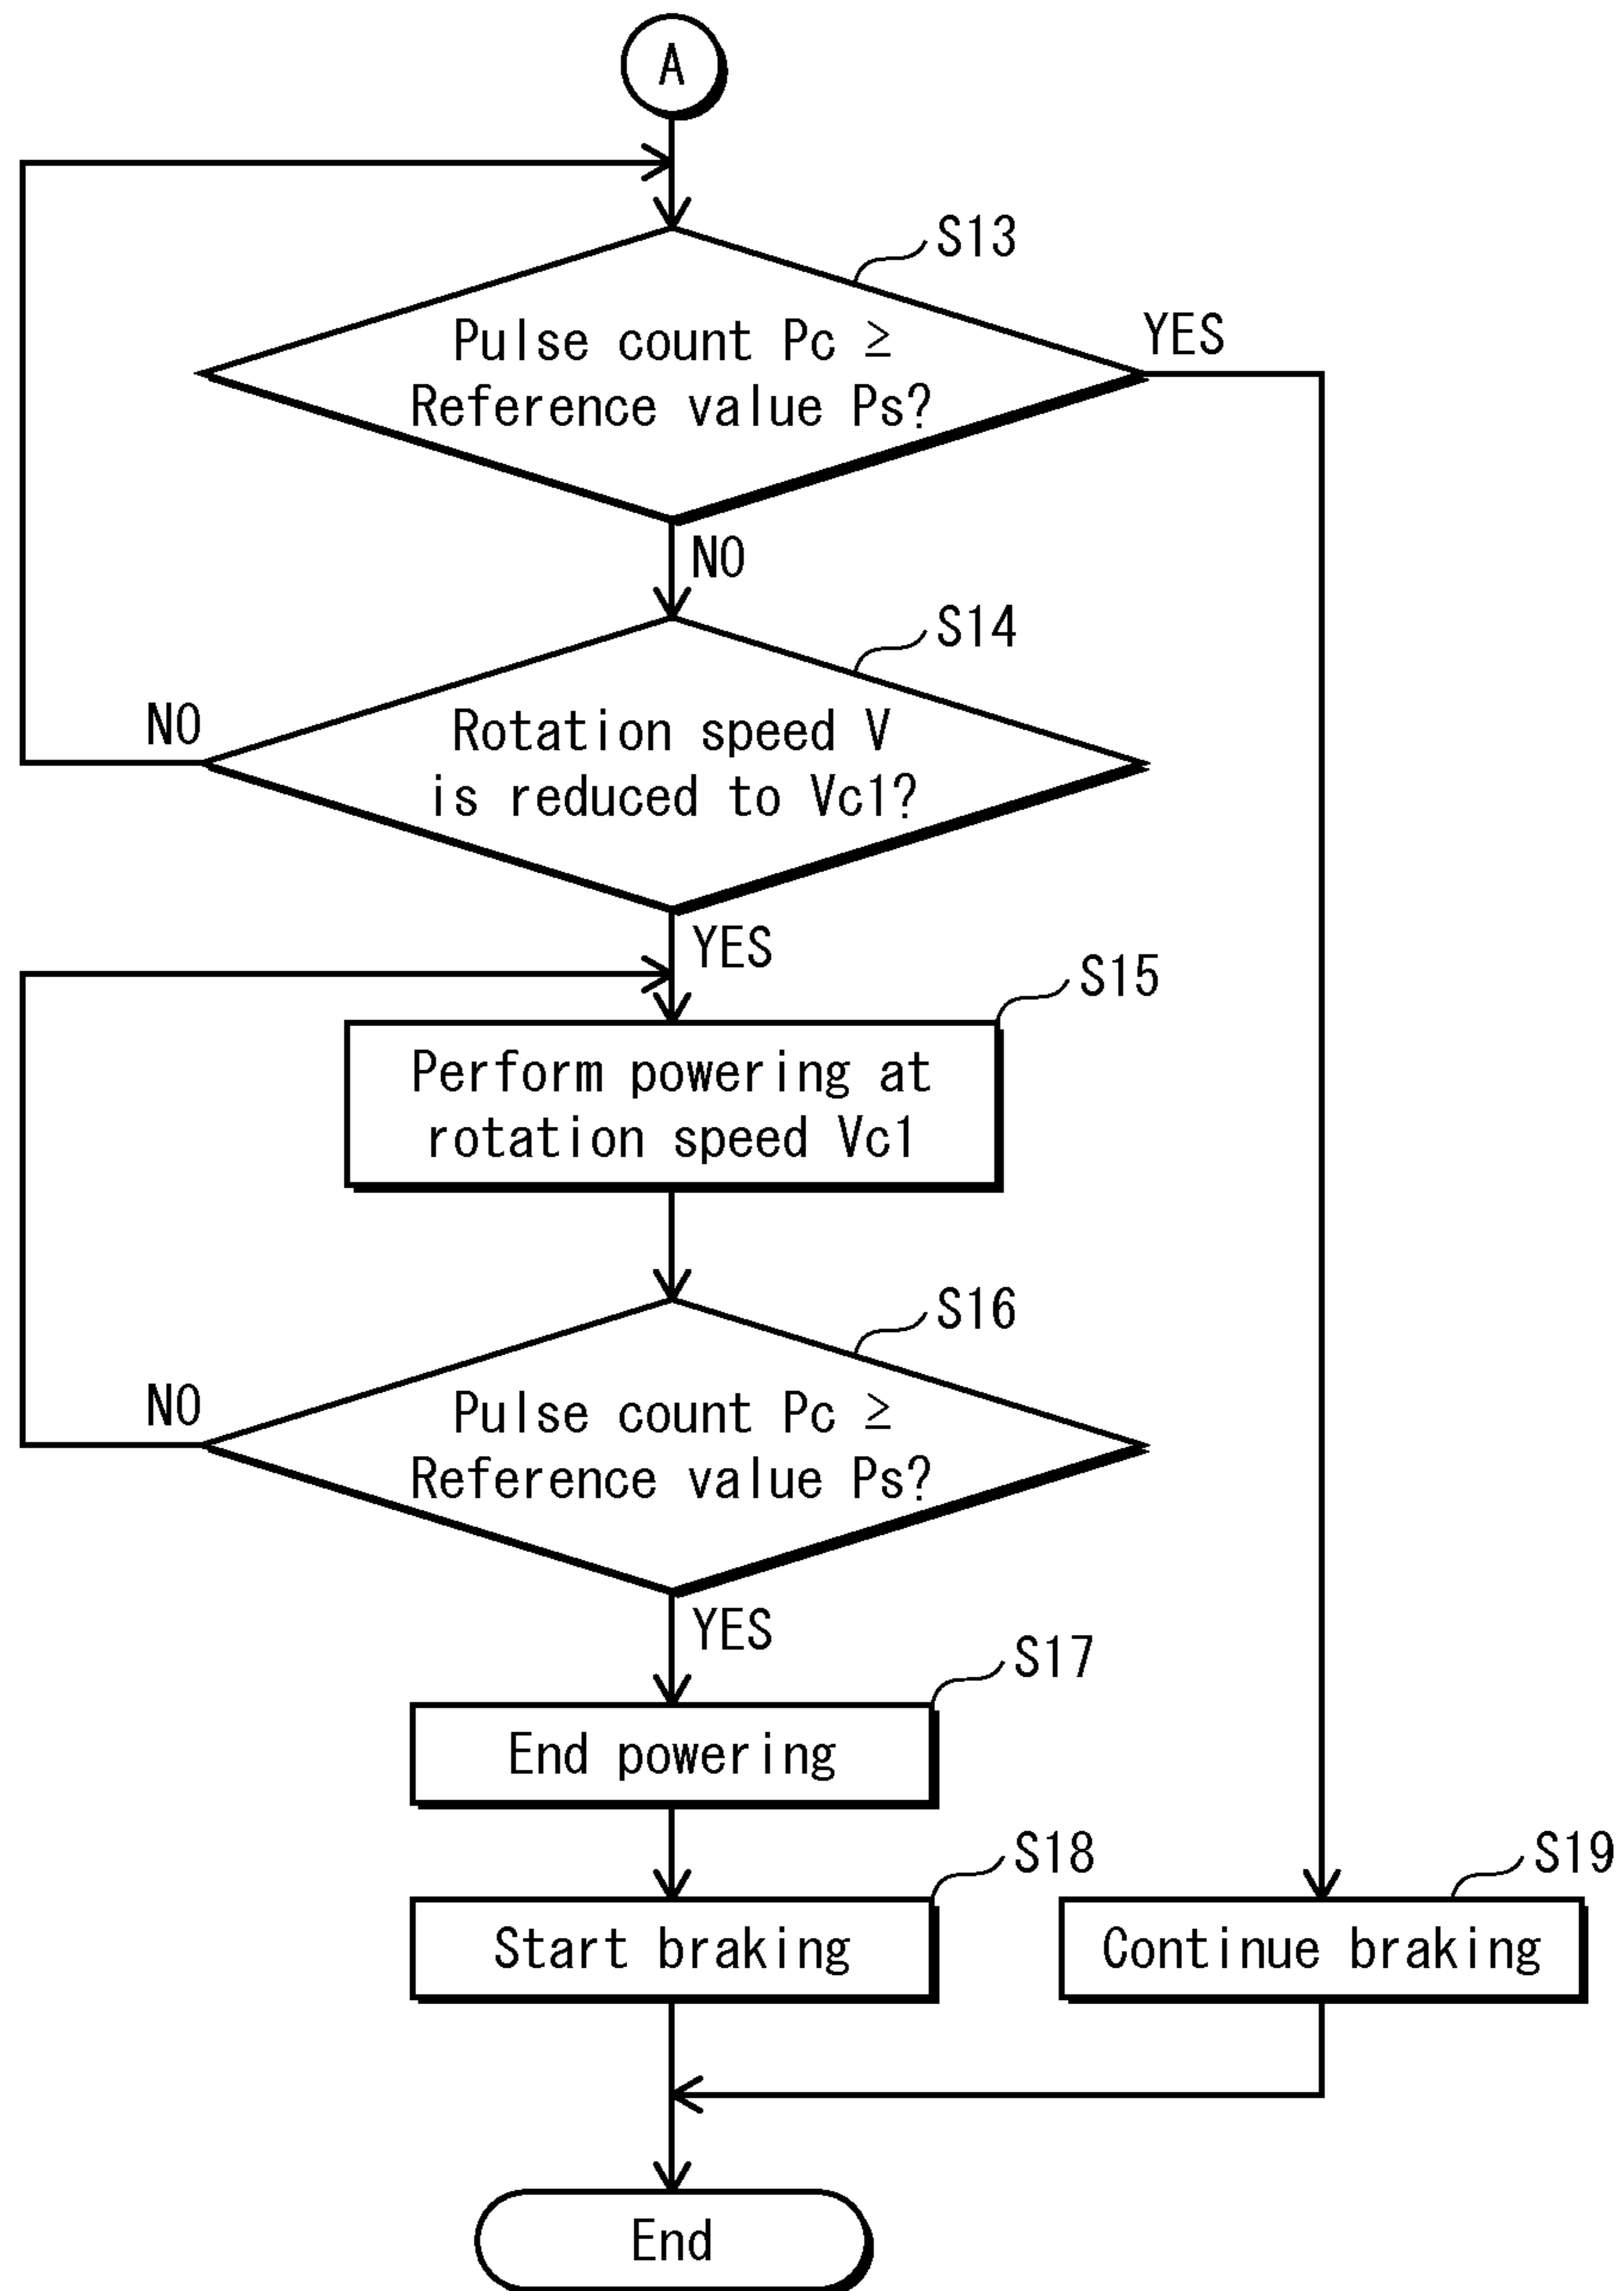 A
S13
YES
Pulse count Pc ≥
Reference value Ps?
NO
S14
NO
Rotation speed V
is reduced to Vc1?
YES
S15
Perform powering at
rotation speed Vc1
S16
NO
Pulse count Pc ≥
Reference value Ps?
YES
S17
End powering
S18
S19
Start braking
Continue braking
End